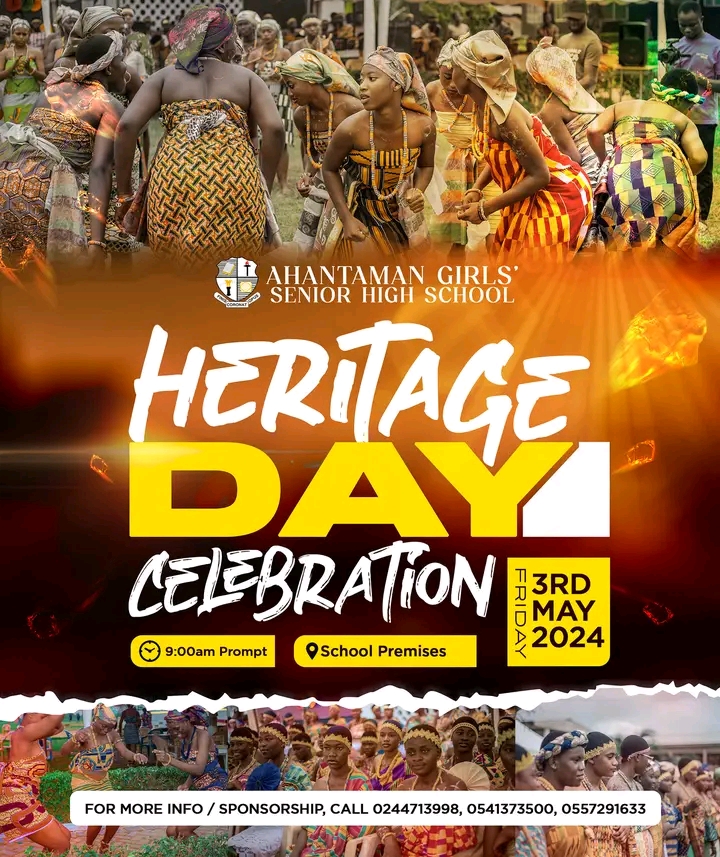 AHANTAMAN GIRLS'
SENIOR HIGH SCHOOL
HERITAGE
DAY
CELEBRATION
FRIDAY
3RD
MAY
2024
9:00am Prompt
School Premises
FOR MORE INFO / SPONSORSHIP, CALL 0244713998, 0541373500, 0557291633